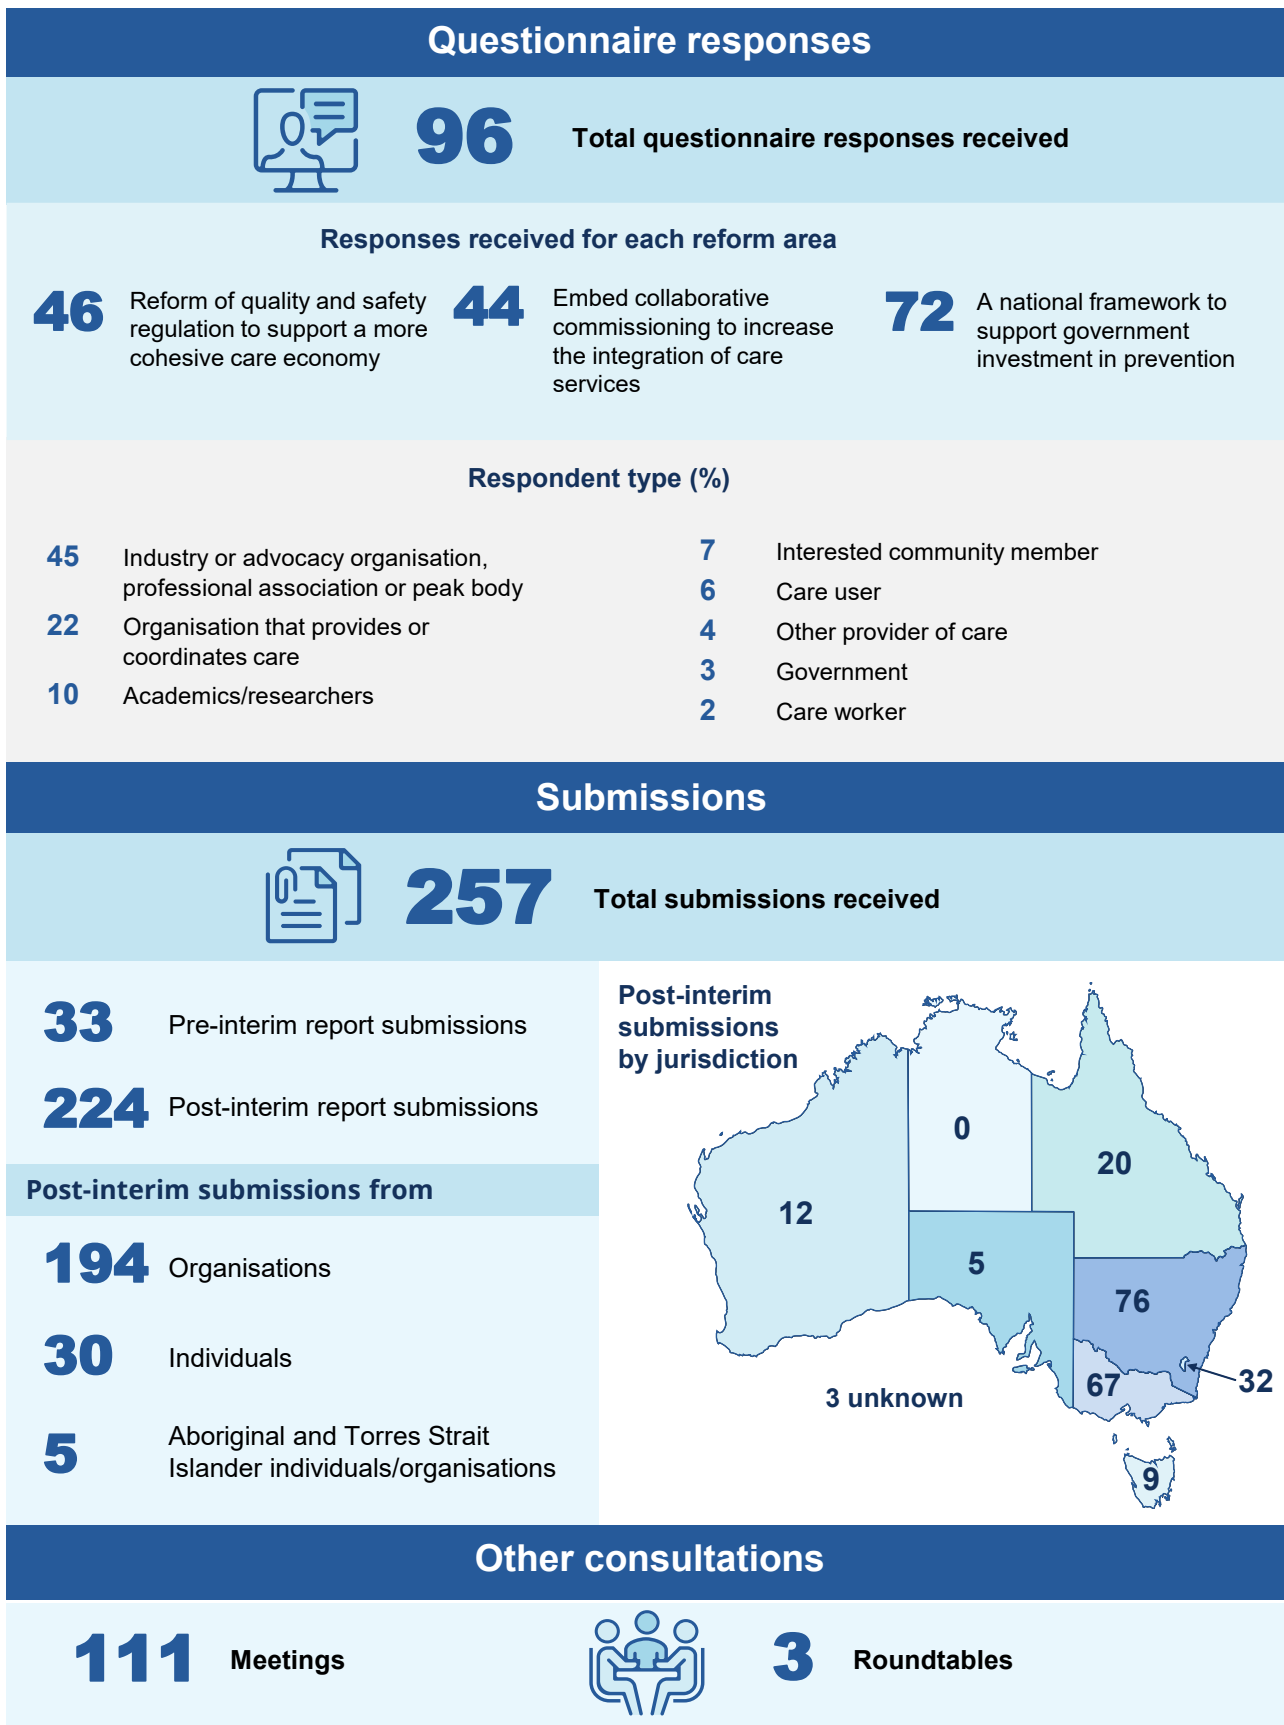 Questionnaire responses
96 Total questionnaire responses received
Responses received for each reform area
46
Reform of quality and safety
regulation to support a more
cohesive care economy
44
Embed collaborative
commissioning to increase
the integration of care
services
72
A national framework to
support government
investment in prevention
Respondent type (%)
45 Industry or advocacy organisation,
professional association or peak body
22 Organisation that provides or
coordinates care
10 Academics/researchers
7 Interested community member
6 Care user
4 Other provider of care
3 Government
2 Care worker
Submissions
257 Total submissions received
33 Pre-interim report submissions
224 Post-interim report submissions
Post-interim submissions from
194 Organisations
30 Individuals
5
Aboriginal and Torres Strait
Islander individuals/organisations
Post-interim
submissions
by jurisdiction
0
20
12
5
76
67
32
3 unknown
9
Other consultations
111 Meetings
3 Roundtables